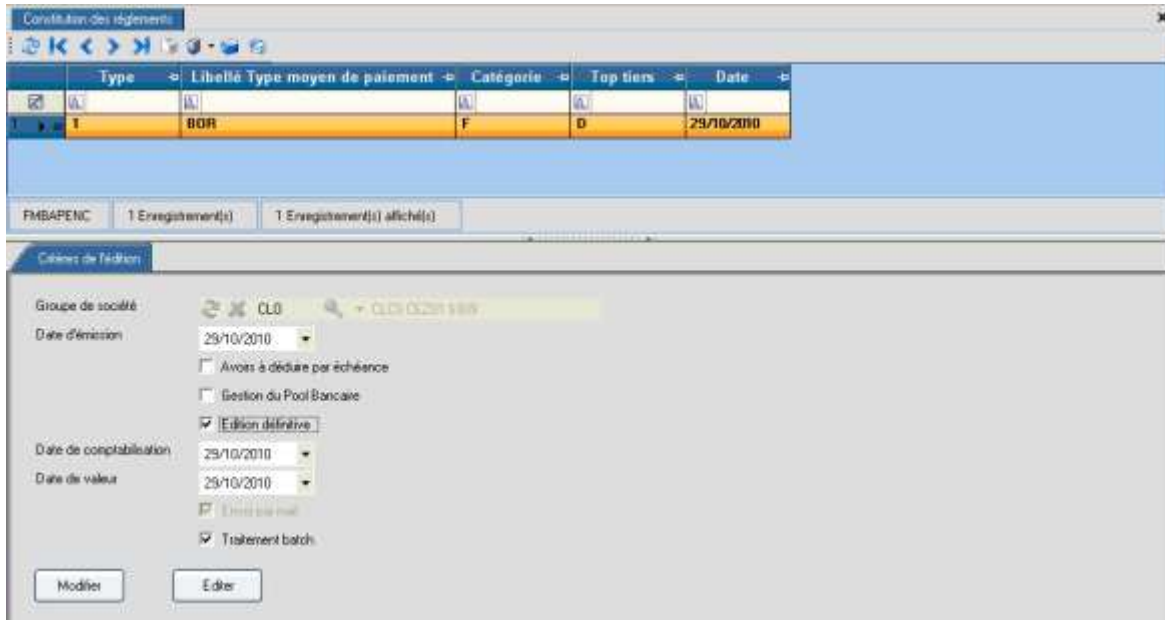 Constitution des règlements
Type Libellé Type moyen de paiement Catégorie Top tiers Date
1 1 BOR F D 29/10/2010
FMBAPENC 1 Enregistrement(s) 1 Enregistrement(s) affiché(s)
Critères de l'édition
Groupe de société CLO
Date d'émission 29/10/2010
Avoirs à déduire par échéance
Gestion du Pool Bancaire
Edition définitive
Date de comptabilisation 29/10/2010
Date de valeur 29/10/2010
Envoi par mail
Traitement batch
Modifier Editer